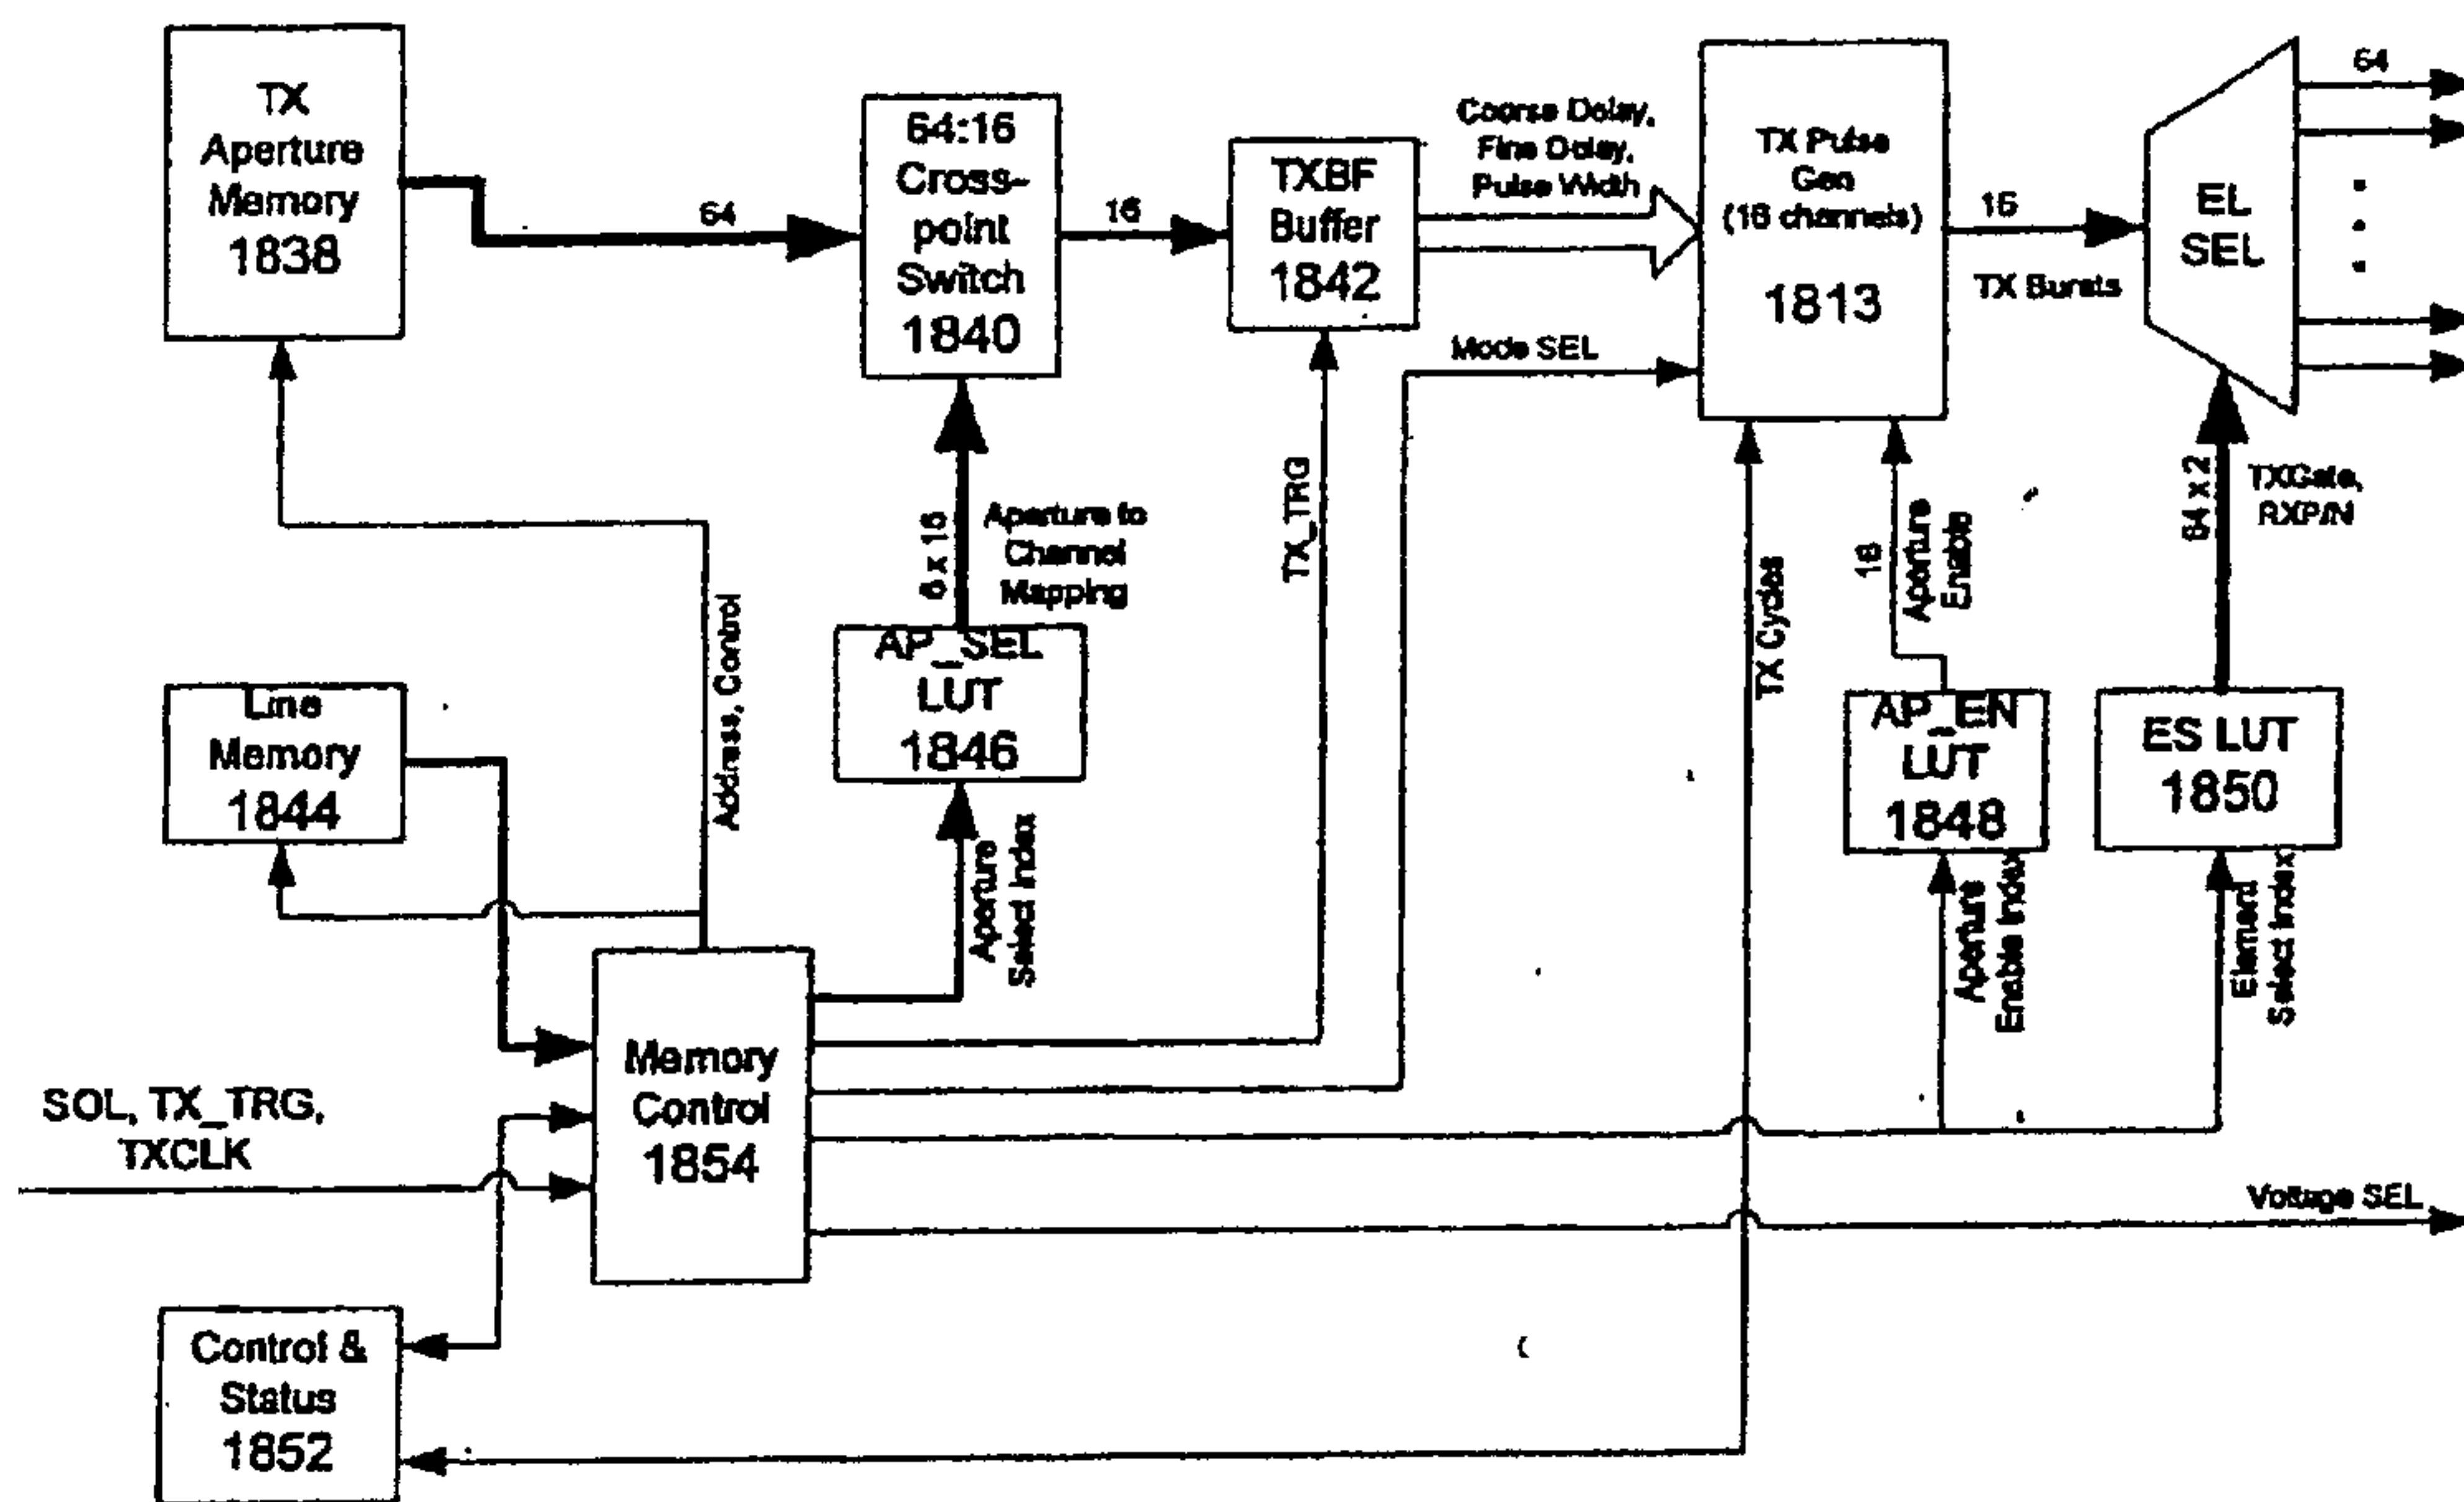 TX
Aperture
Memory
1838
64
64:16
Cross-
point
Switch
1840
16
TXBF
Buffer
1842
Coarse Delay,
Fine Delay,
Pulse Width
Mode SEL
TX Pulse
Gen
(16 channels)
1813
16
TX Bursts
EL
SEL
64
6 x 16
Aperture to
Channel
Mapping
TX_TRG
TX Cycles
16
Aperture
Enable
64 x 2
TXGate,
RXP/N
Address, Control
Line
Memory
1844
AP_SEL
LUT
1846
AP_EN
LUT
1848
ES LUT
1850
Aperture
Select Index
Aperture
Enable Index
Element
Select Index
SOL, TX_TRG,
TXCLK
Memory
Control
1854
Voltage SEL
Control &
Status
1852